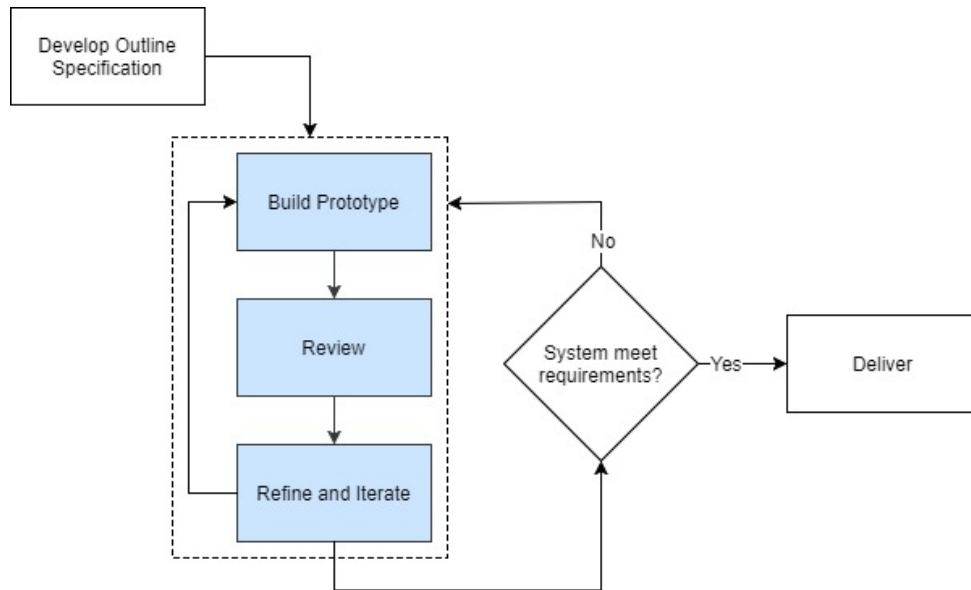 Develop Outline
Specification
Build Prototype
Review
Refine and Iterate
No
System meet
requirements?
Yes
Deliver